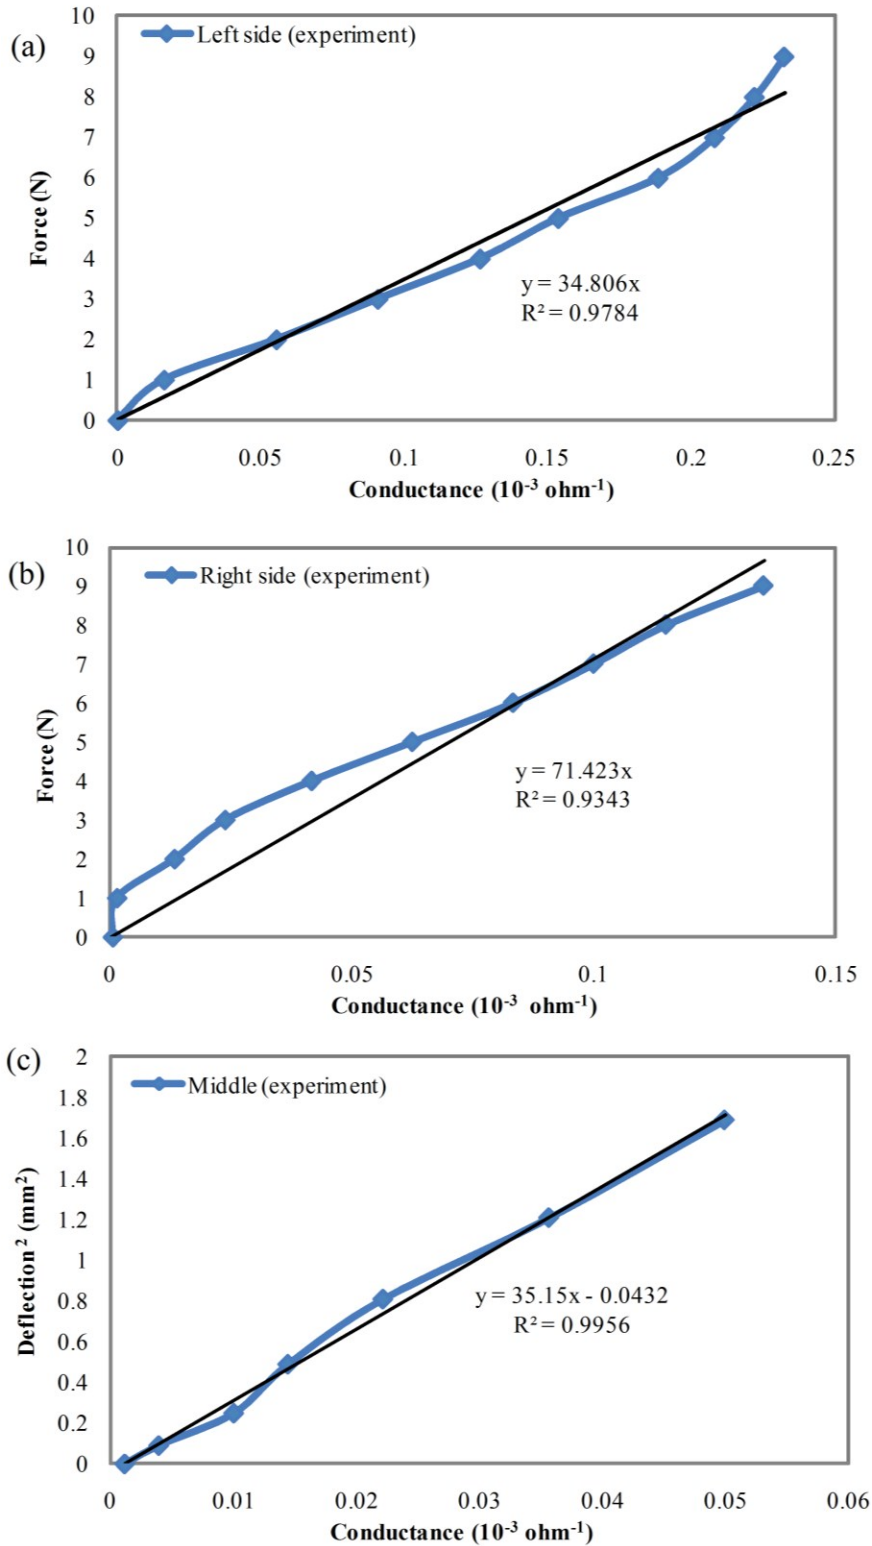 (a)
10
9
8
7
6
5
4
3
2
1
0
Force (N)
Left side (experiment)
y = 34.806x
R² = 0.9784
0 0.05 0.1 0.15 0.2 0.25
Conductance (10⁻³ ohm⁻¹)
(b)
10
9
8
7
6
5
4
3
2
1
0
Force (N)
Right side (experiment)
y = 71.423x
R² = 0.9343
0 0.05 0.1 0.15
Conductance (10⁻³ ohm⁻¹)
(c)
2
1.8
1.6
1.4
1.2
1
0.8
0.6
0.4
0.2
0
Deflection ² (mm²)
Middle (experiment)
y = 35.15x - 0.0432
R² = 0.9956
0 0.01 0.02 0.03 0.04 0.05 0.06
Conductance (10⁻³ ohm⁻¹)